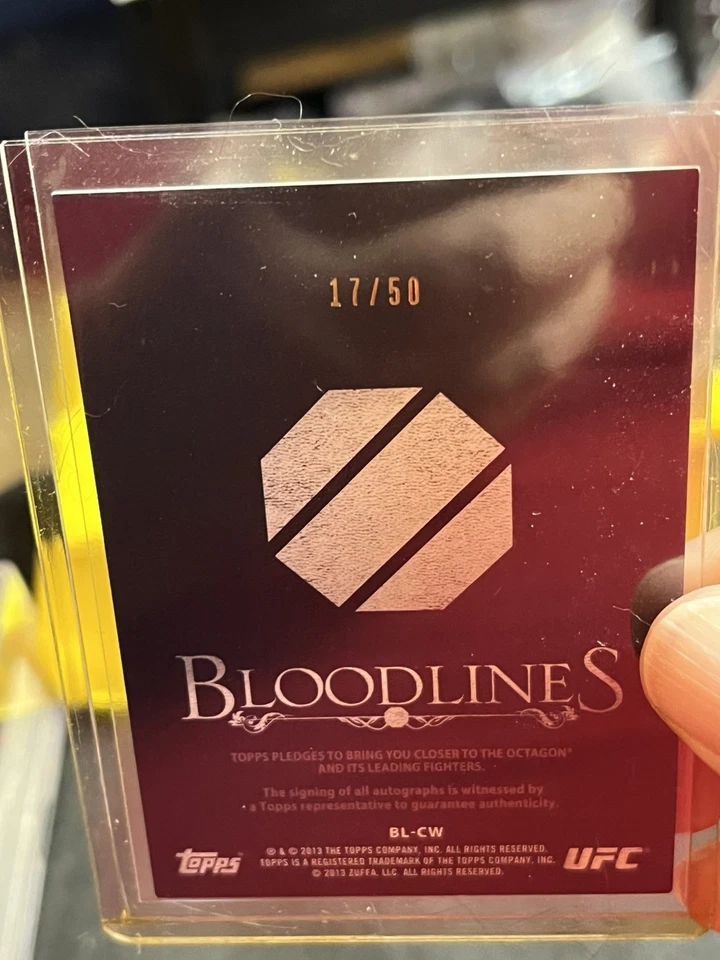 17/50
BLOODLINES
TOPPS PLEDGES TO BRING YOU CLOSER TO THE OCTAGON®
AND ITS LEADING FIGHTERS.
The signing of all autographs is witnessed by
a Topps representative to guarantee authenticity.
BL-CW
® & © 2013 THE TOPPS COMPANY, INC. ALL RIGHTS RESERVED.
TOPPS IS A REGISTERED TRADEMARK OF THE TOPPS COMPANY, INC.
© 2013 ZUFFA, LLC. ALL RIGHTS RESERVED.
topps
UFC